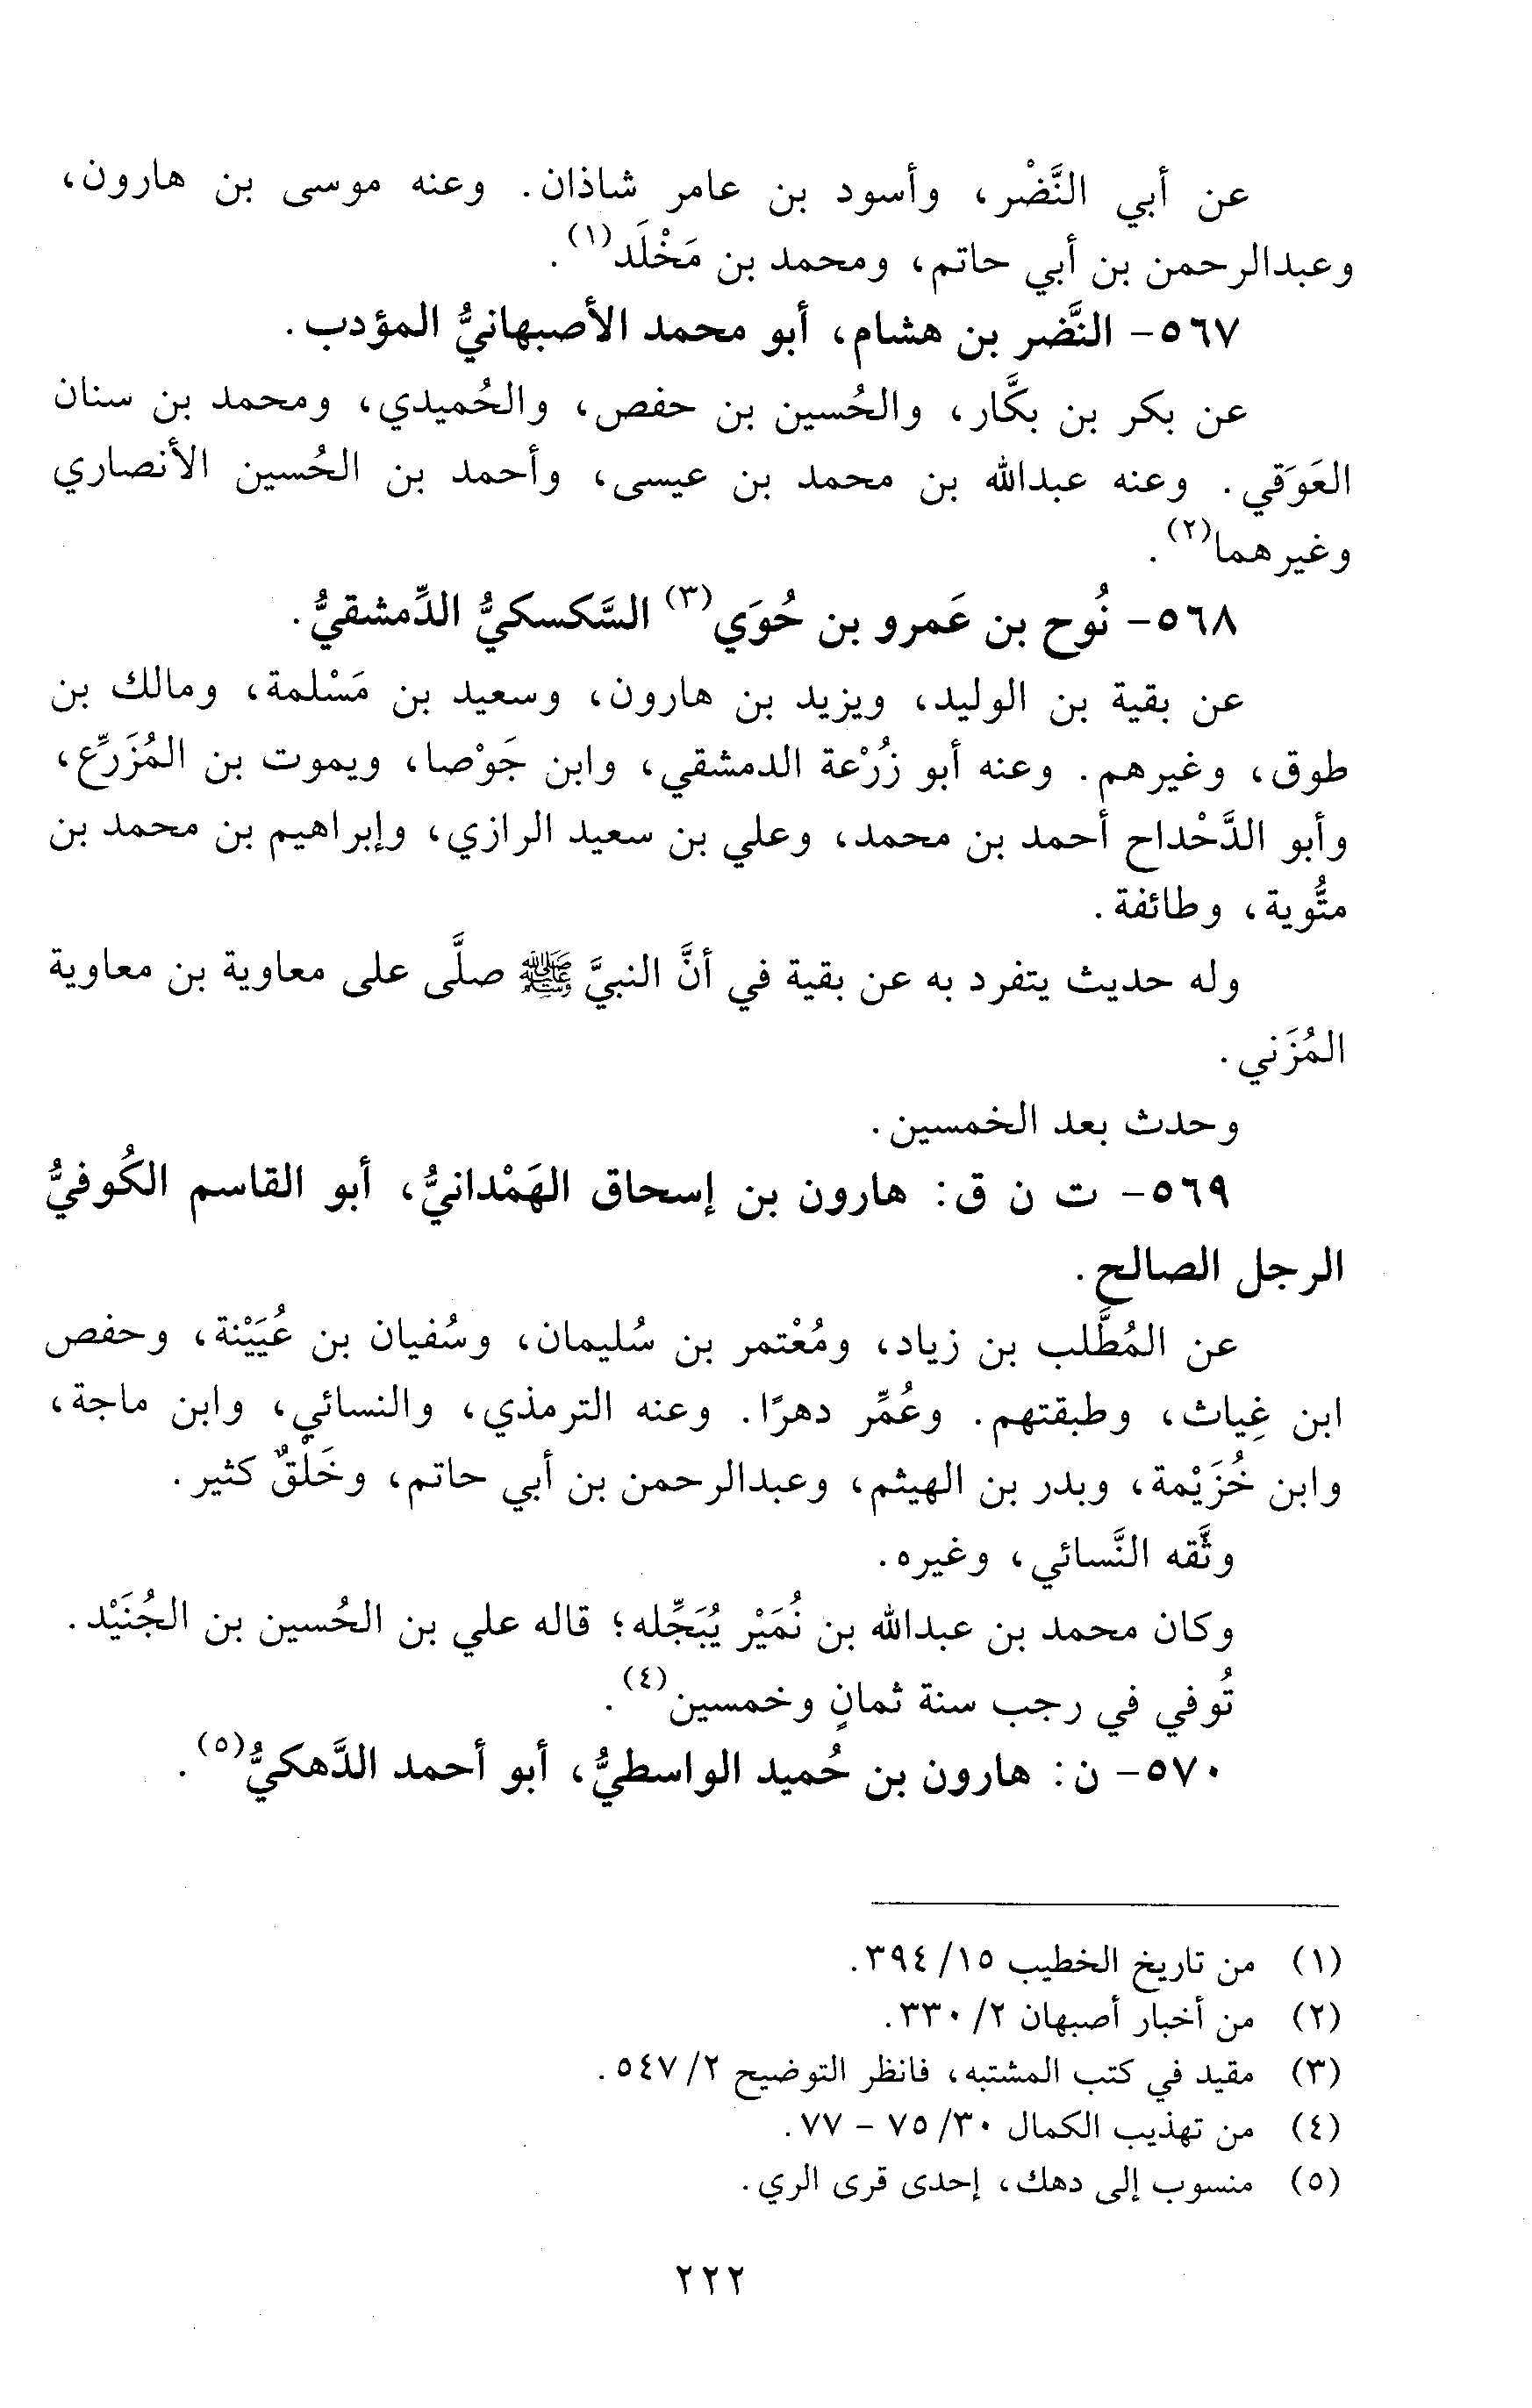 عن أبي النَّضْر، وأسود بن عامر شاذان. وعنه موسى بن هارون،
وعبدالرحمن بن أبي حاتم، ومحمد بن مَخْلَد(١).
٥٦٧- النَّضر بن هشام، أبو محمد الأصبهانيُّ المؤدب.
عن بكر بن بكَّار، والحُسين بن حفص، والحُميدي، ومحمد بن سنان
العَوَقي. وعنه عبدالله بن محمد بن عيسى، وأحمد بن الحُسين الأنصاري
وغيرهما(٢).
٥٦٨- نُوح بن عَمرو بن حُوَي(٣) السَّكسكيُّ الدِّمشقيُّ.
عن بقية بن الوليد، ويزيد بن هارون، وسعيد بن مَسْلمة، ومالك بن
طوق، وغيرهم. وعنه أبو زُرْعة الدمشقي، وابن جَوْصا، ويموت بن المُزَرِّع،
وأبو الدَّحْداح أحمد بن محمد، وعلي بن سعيد الرازي، وإبراهيم بن محمد بن
متُّوية، وطائفة.
وله حديث يتفرد به عن بقية في أنَّ النبيَّ ﷺ صلَّى على معاوية بن معاوية
المُزَني.
وحدث بعد الخمسين.
٥٦٩- ت ن ق: هارون بن إسحاق الهَمْدانيُّ، أبو القاسم الكُوفيُّ
الرجل الصالح.
عن المُطَّلب بن زياد، ومُعْتمر بن سُليمان، وسُفيان بن عُيَيْنة، وحفص
ابن غِياث، وطبقتهم. وعُمِّر دهرًا. وعنه الترمذي، والنسائي، وابن ماجة،
وابن خُزَيْمة، وبدر بن الهيثم، وعبدالرحمن بن أبي حاتم، وخَلْقٌ كثير.
وثَّقه النَّسائي، وغيره.
وكان محمد بن عبدالله بن نُمَيْر يُبَجِّله؛ قاله علي بن الحُسين بن الجُنَيْد.
تُوفي في رجب سنة ثمانٍ وخمسين(٤).
٥٧٠- ن: هارون بن حُميد الواسطيُّ، أبو أحمد الدَّهكيُّ(٥).
(١) من تاريخ الخطيب ١٥/ ٣٩٤.
(٢) من أخبار أصبهان ٢/ ٣٣٠.
(٣) مقيد في كتب المشتبه، فانظر التوضيح ٢/ ٥٤٧.
(٤) من تهذيب الكمال ٣٠/ ٧٥ - ٧٧.
(٥) منسوب إلى دهك، إحدى قرى الري.
٢٢٢